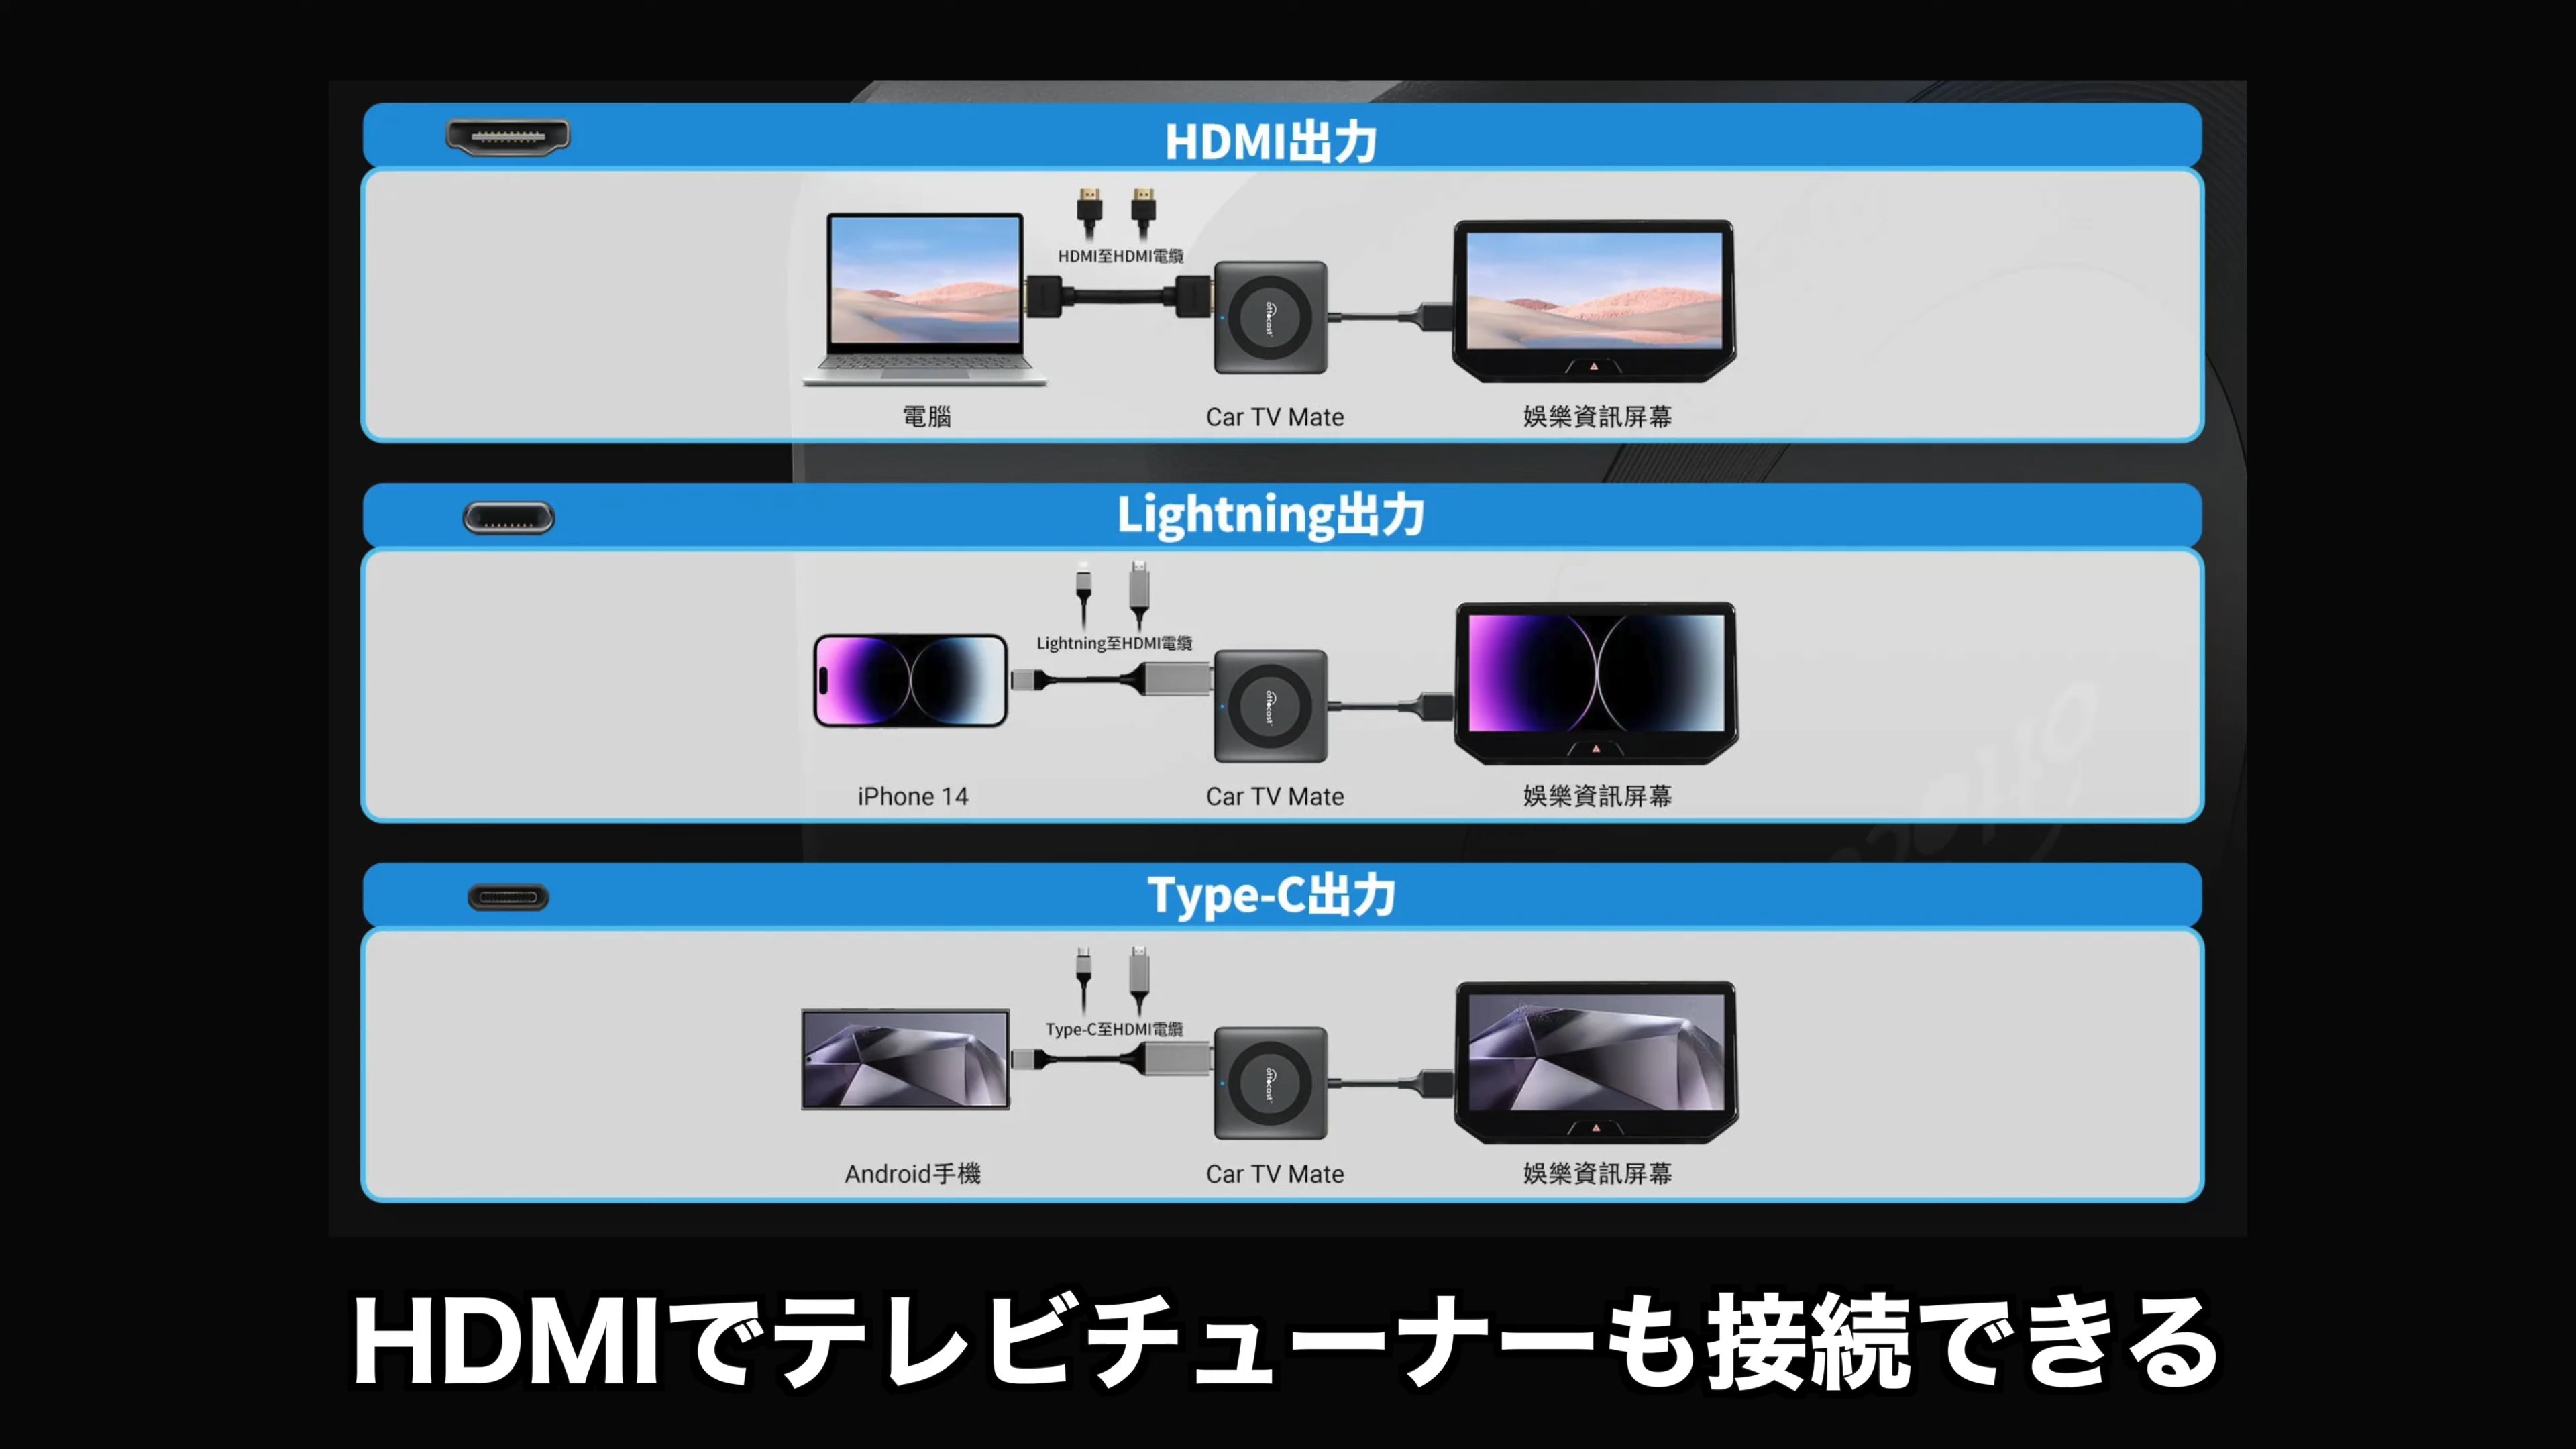 HDMI出力
HDMI至HDMI電纜
ottocast
電腦
Car TV Mate
娛樂資訊屏幕
Lightning出力
Lightning至HDMI電纜
ottocast
iPhone 14
Car TV Mate
娛樂資訊屏幕
Type-C出力
Type-C至HDMI電纜
ottocast
Android手機
Car TV Mate
娛樂資訊屏幕
HDMIでテレビチューナーも接続できる